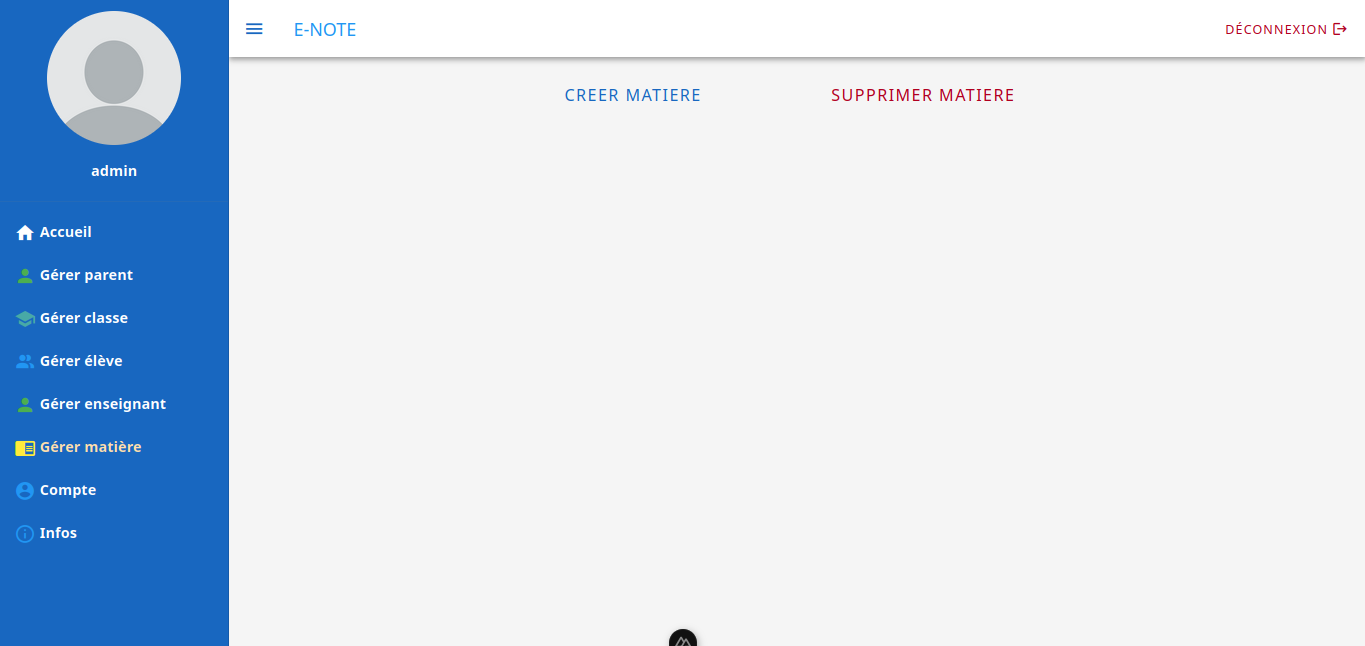 E-NOTE
DÉCONNEXION
admin
Accueil
Gérer parent
Gérer classe
Gérer élève
Gérer enseignant
Gérer matière
Compte
Infos
CREER MATIERE
SUPPRIMER MATIERE